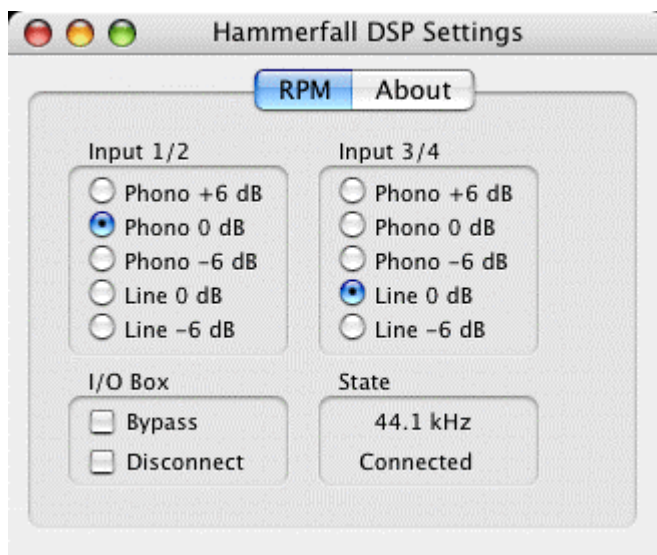 Hammerfall DSP Settings
RPM About
Input 1/2
Phono +6 dB
Phono 0 dB
Phono -6 dB
Line 0 dB
Line -6 dB
Input 3/4
Phono +6 dB
Phono 0 dB
Phono -6 dB
Line 0 dB
Line -6 dB
I/O Box
Bypass
Disconnect
State
44.1 kHz
Connected